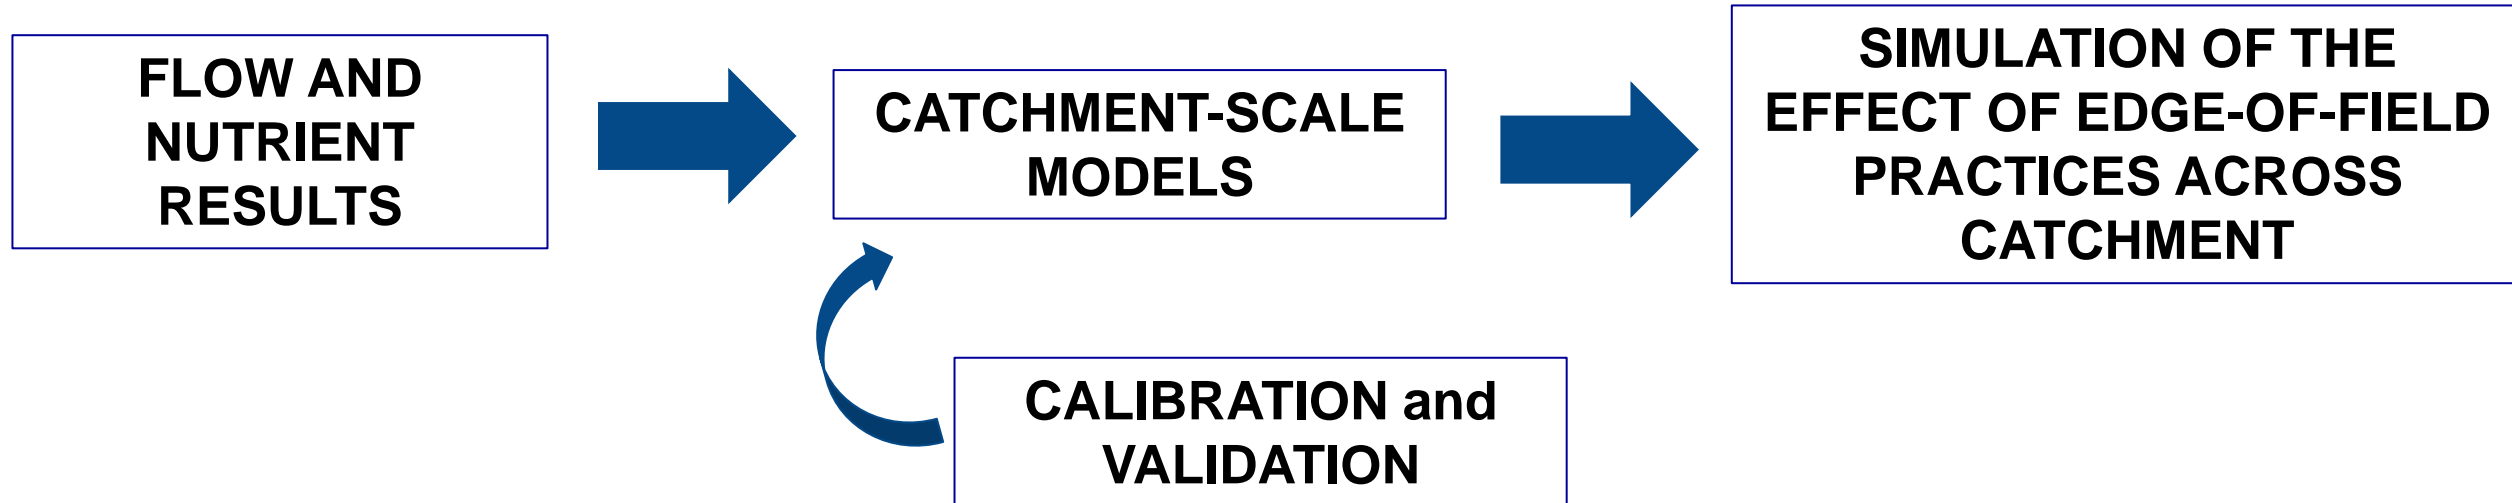 FLOW AND
NUTRIENT
RESULTS
CATCHMENT-SCALE
MODELS
SIMULATION OF THE
EFFECT OF EDGE-OF-FIELD
PRACTICES ACROSS
CATCHMENT
CALIBRATION and
VALIDATION